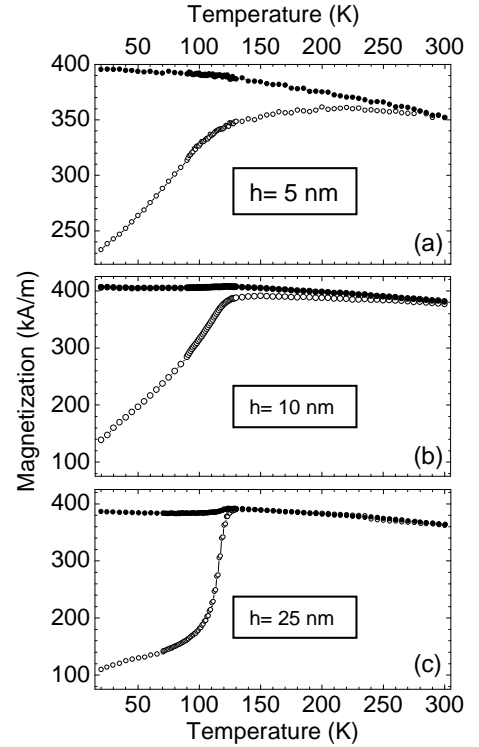 Temperature (K)
50 100 150 200 250 300
400
350
300
250
h= 5 nm
(a)
Magnetization (kA/m)
400
300
200
100
h= 10 nm
(b)
400
300
200
100
h= 25 nm
(c)
50 100 150 200 250 300
Temperature (K)